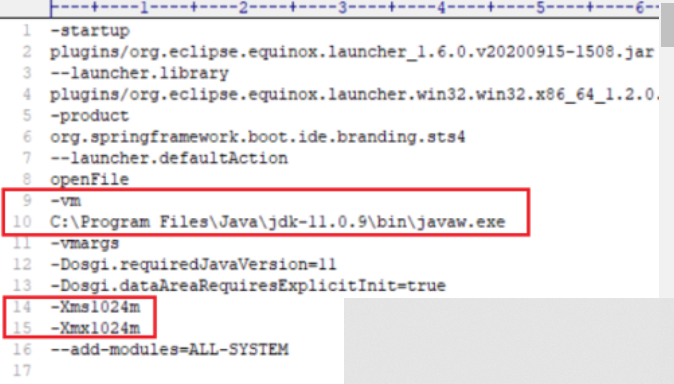 |----+----1----+----2----+----3----+----4----+----5----+----6--
1 -startup
2 plugins/org.eclipse.equinox.launcher_1.6.0.v20200915-1508.jar
3 --launcher.library
4 plugins/org.eclipse.equinox.launcher.win32.win32.x86_64_1.2.0.
5 -product
6 org.springframework.boot.ide.branding.sts4
7 --launcher.defaultAction
8 openFile
9 -vm
10 C:\Program Files\Java\jdk-11.0.9\bin\javaw.exe
11 -vmargs
12 -Dosgi.requiredJavaVersion=11
13 -Dosgi.dataAreaRequiresExplicitInit=true
14 -Xms1024m
15 -Xmx1024m
16 --add-modules=ALL-SYSTEM
17